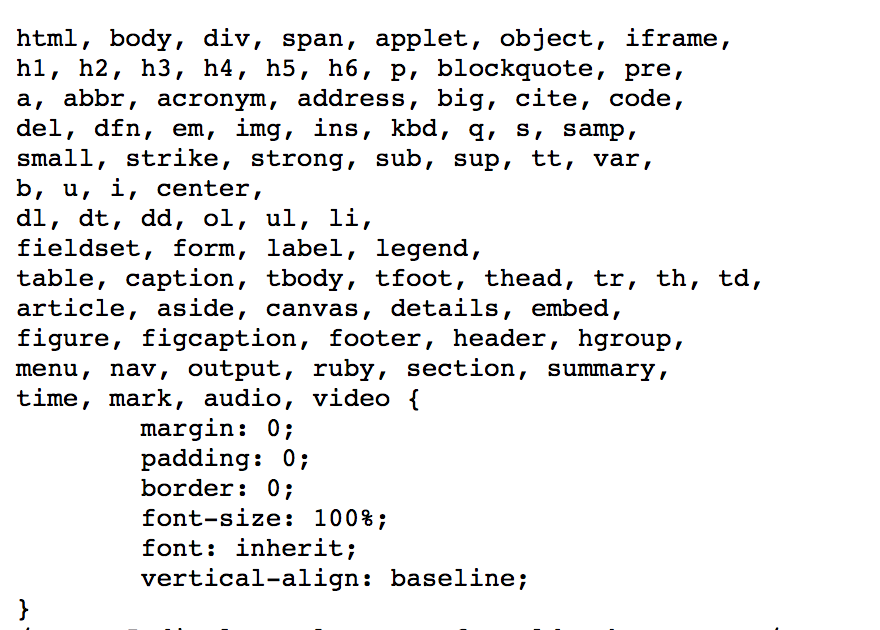 html, body, div, span, applet, object, iframe,
h1, h2, h3, h4, h5, h6, p, blockquote, pre,
a, abbr, acronym, address, big, cite, code,
del, dfn, em, img, ins, kbd, q, s, samp,
small, strike, strong, sub, sup, tt, var,
b, u, i, center,
dl, dt, dd, ol, ul, li,
fieldset, form, label, legend,
table, caption, tbody, tfoot, thead, tr, th, td,
article, aside, canvas, details, embed,
figure, figcaption, footer, header, hgroup,
menu, nav, output, ruby, section, summary,
time, mark, audio, video {
        margin: 0;
        padding: 0;
        border: 0;
        font-size: 100%;
        font: inherit;
        vertical-align: baseline;
}